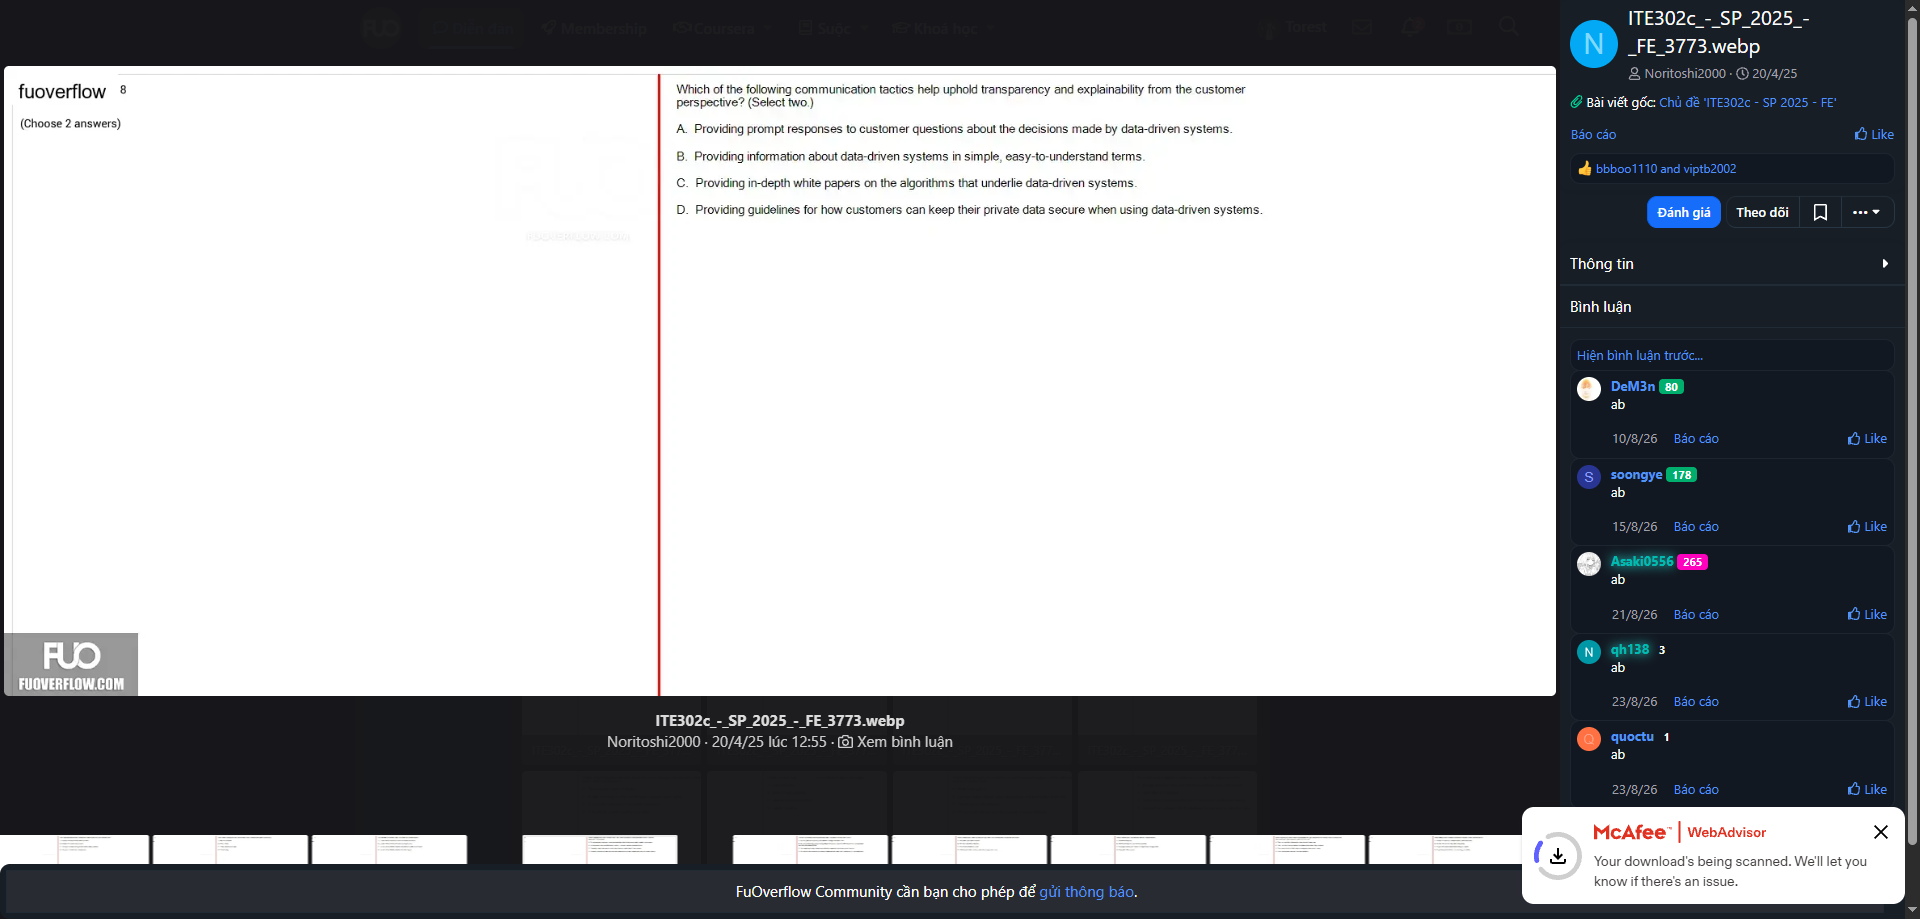 Membership
Coursera
fuoverflow 8
(Choose 2 answers)
Which of the following communication tactics help uphold transparency and explainability from the customer
perspective? (Select two.)
A. Providing prompt responses to customer questions about the decisions made by data-driven systems.
B. Providing information about data-driven systems in simple, easy-to-understand terms.
C. Providing in-depth white papers on the algorithms that underlie data-driven systems.
D. Providing guidelines for how customers can keep their private data secure when using data-driven systems.
FUO
FUOVERFLOW.COM
ITE302c_-_SP_2025_-_FE_3773.webp
Noritoshi2000 · 20/4/25 lúc 12:55 · Xem bình luận
FuOverflow Community cần bạn cho phép để gửi thông báo.
N
ITE302c_-_SP_2025_-
_FE_3773.webp
Noritoshi2000 · 20/4/25
Bài viết gốc: Chủ đề 'ITE302c - SP 2025 - FE'
Báo cáo Like
bbboo1110 and viptb2002
Đánh giá Theo dõi
Thông tin
Bình luận
Hiện bình luận trước...
DeM3n 80
ab
10/8/26 Báo cáo Like
S soongye 178
ab
15/8/26 Báo cáo Like
Asaki0556 265
ab
21/8/26 Báo cáo Like
N qh138 3
ab
23/8/26 Báo cáo Like
Q quoctu 1
ab
23/8/26 Báo cáo Like
McAfee | WebAdvisor
Your download's being scanned. We'll let you
know if there's an issue.